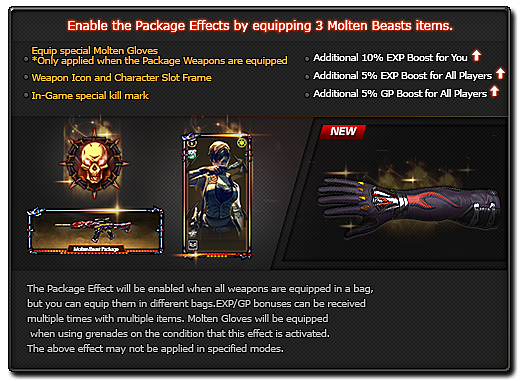 Enable the Package Effects by equipping 3 Molten Beasts items.
Equip special Molten Gloves
*Only applied when the Package Weapons are equipped
Weapon Icon and Character Slot Frame
In-Game special kill mark
Additional 10% EXP Boost for You
Additional 5% EXP Boost for All Players
Additional 5% GP Boost for All Players
NEW
Molten Beast Package
The Package Effect will be enabled when all weapons are equipped in a bag,
but you can equip them in different bags.EXP/GP bonuses can be received
multiple times with multiple items. Molten Gloves will be equipped
when using grenades on the condition that this effect is activated.
The above effect may not be applied in specified modes.